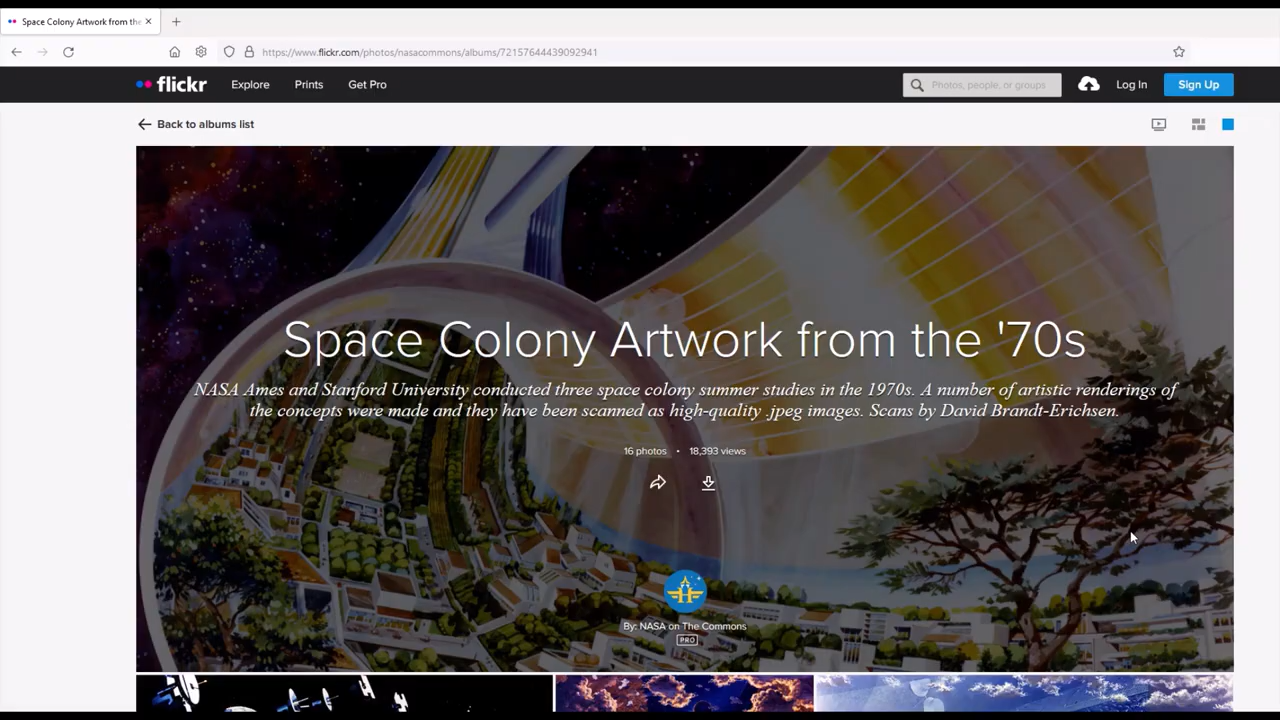 Space Colony Artwork from the
https://www.flickr.com/photos/nasacommons/albums/72157644439092941
flickr Explore Prints Get Pro Photos, people, or groups Log In Sign Up
Back to albums list
Space Colony Artwork from the '70s
NASA Ames and Stanford University conducted three space colony summer studies in the 1970s. A number of artistic renderings of
the concepts were made and they have been scanned as high-quality .jpeg images. Scans by David Brandt-Erichsen.
16 photos • 18,393 views
By: NASA on The Commons
PRO